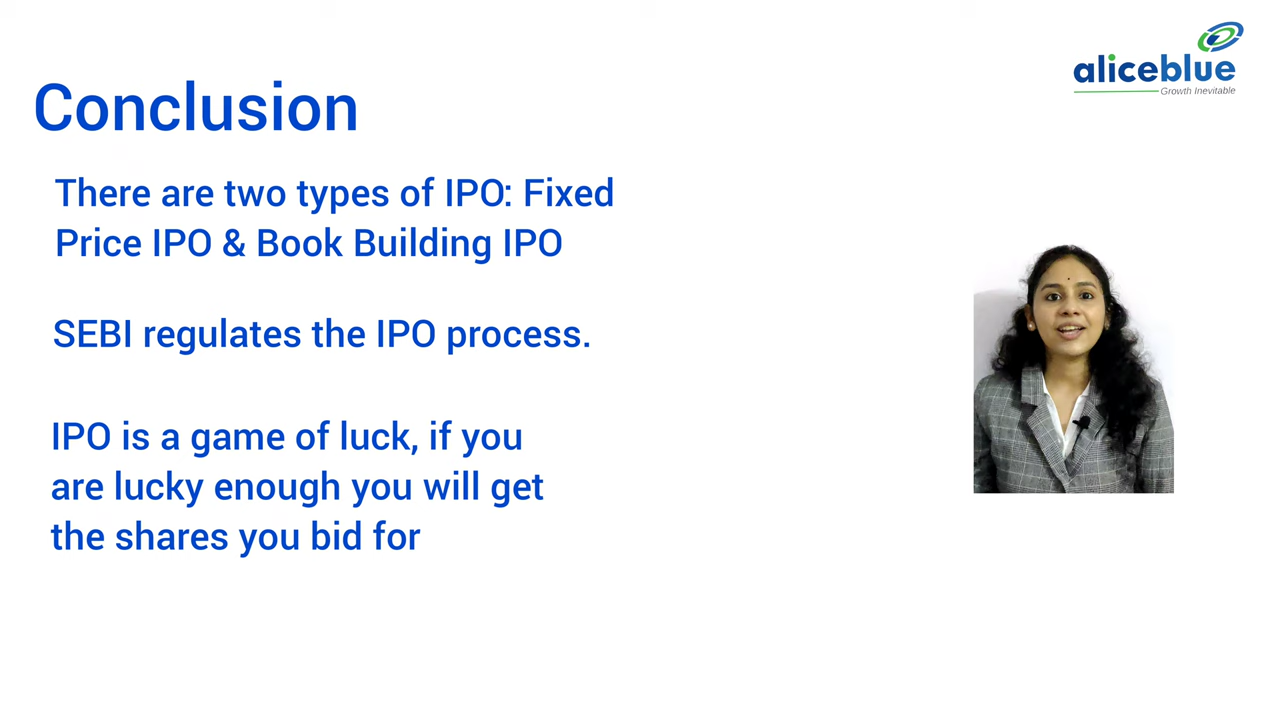 aliceblue
Growth Inevitable
Conclusion
There are two types of IPO: Fixed
Price IPO & Book Building IPO
SEBI regulates the IPO process.
IPO is a game of luck, if you
are lucky enough you will get
the shares you bid for